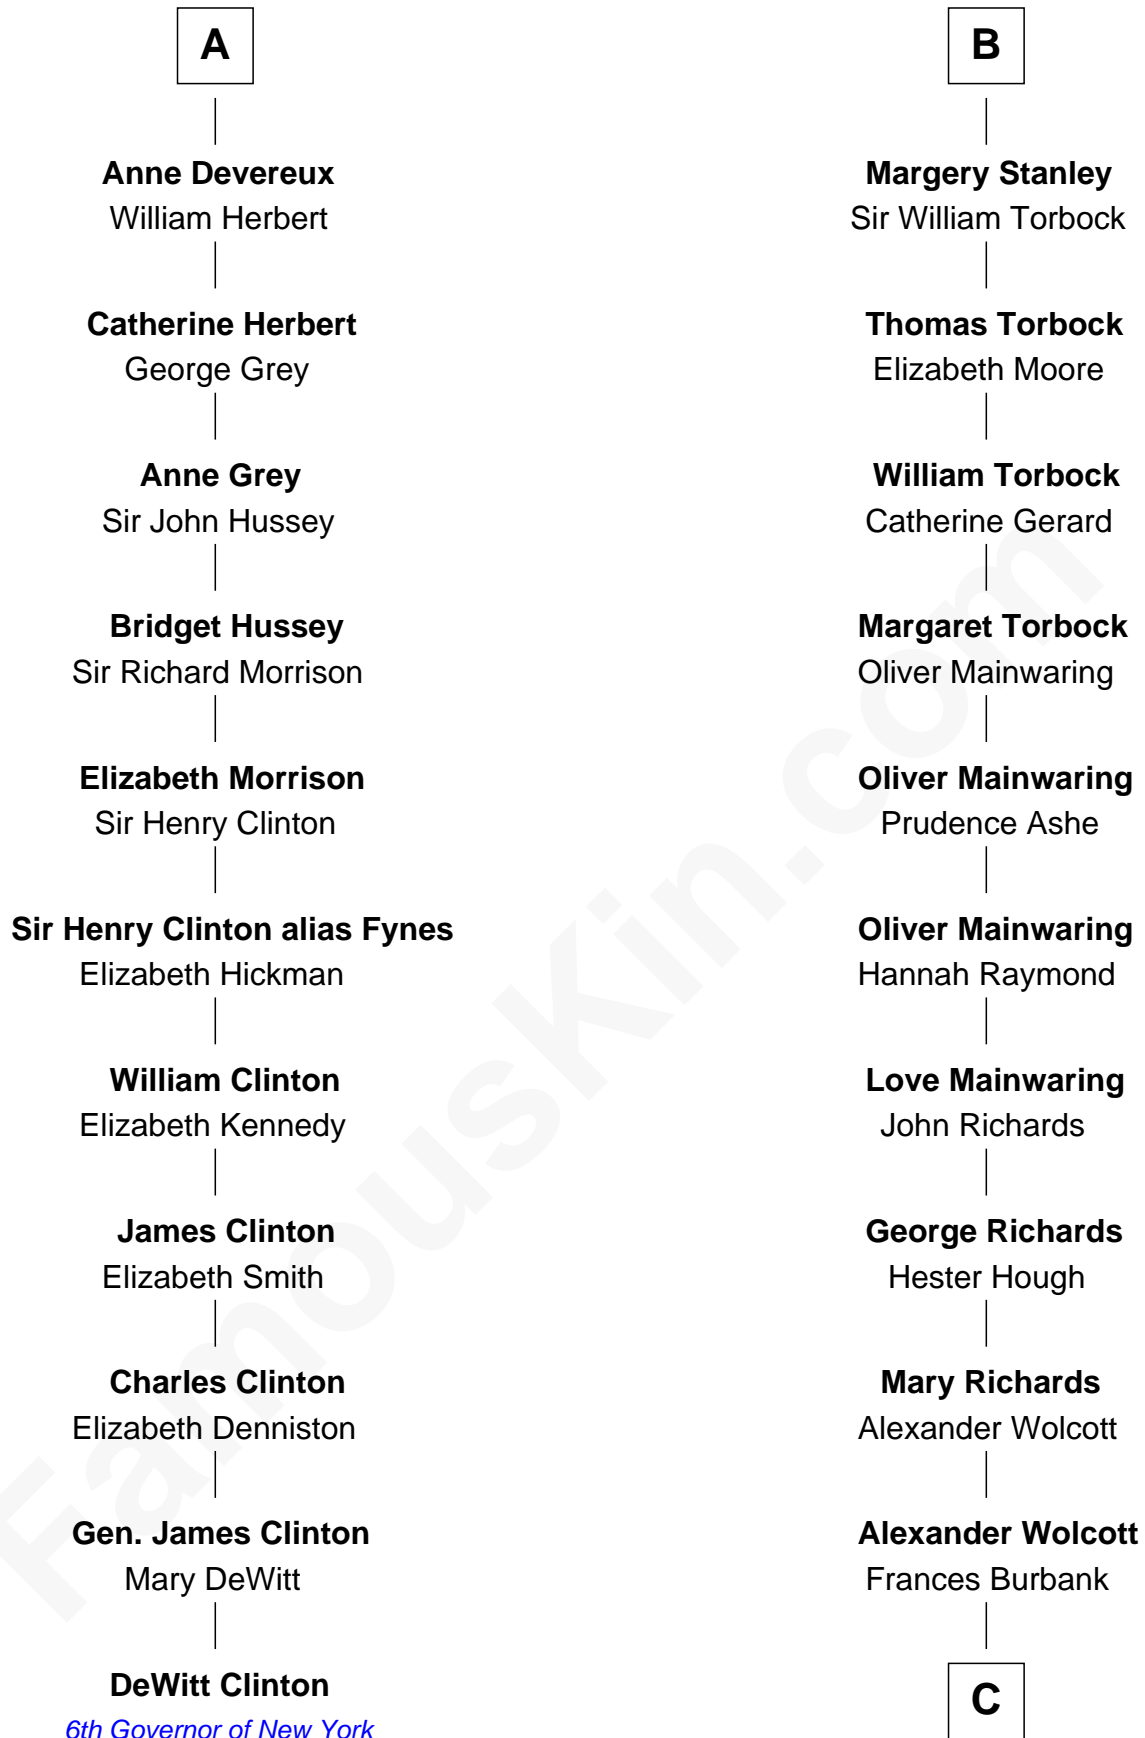 A
Anne Devereux
William Herbert
Catherine Herbert
George Grey
Anne Grey
Sir John Hussey
Bridget Hussey
Sir Richard Morrison
Elizabeth Morrison
Sir Henry Clinton
Sir Henry Clinton alias Fynes
Elizabeth Hickman
William Clinton
Elizabeth Kennedy
James Clinton
Elizabeth Smith
Charles Clinton
Elizabeth Denniston
Gen. James Clinton
Mary DeWitt
DeWitt Clinton
6th Governor of New York
B
Margery Stanley
Sir William Torbock
Thomas Torbock
Elizabeth Moore
William Torbock
Catherine Gerard
Margaret Torbock
Oliver Mainwaring
Oliver Mainwaring
Prudence Ashe
Oliver Mainwaring
Hannah Raymond
Love Mainwaring
John Richards
George Richards
Hester Hough
Mary Richards
Alexander Wolcott
Alexander Wolcott
Frances Burbank
C
FamousKin.com